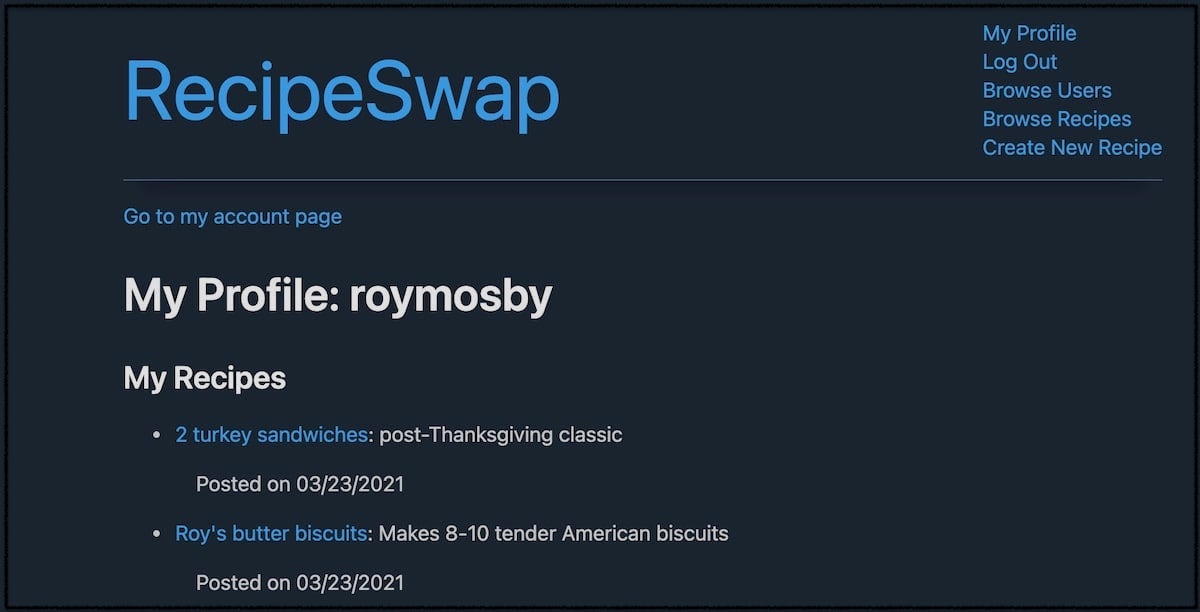 RecipeSwap
My Profile
Log Out
Browse Users
Browse Recipes
Create New Recipe
Go to my account page
My Profile: roymosby
My Recipes
2 turkey sandwiches: post-Thanksgiving classic
Posted on 03/23/2021
Roy's butter biscuits: Makes 8-10 tender American biscuits
Posted on 03/23/2021